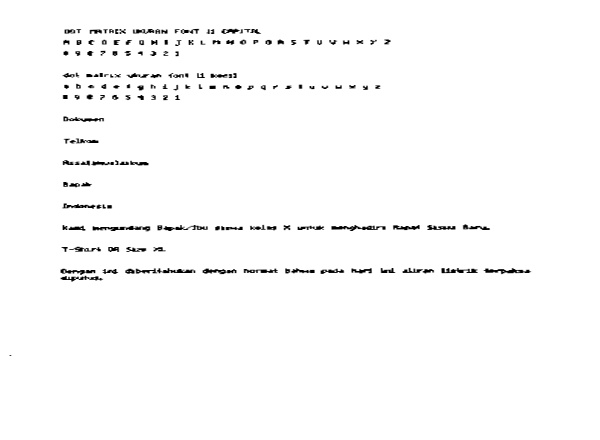 DOT MATRIX UKURAN FONT 11 CAPITAL
A B C D E F G H I J K L M N O P Q R S T U V W X Y Z
0 9 8 7 6 5 4 3 2 1
dot matrix ukuran font 11 kecil
a b c d e f g h i j k l m n o p q r s t u v w x y z
0 9 8 7 6 5 4 3 2 1
Dokumen
Telkom
Assalamualaikum
Bapak
Indonesia
Kami mengundang Bapak/Ibu siswa kelas X untuk menghadiri Rapat Siswa Baru.
T-Shirt OR Size XL
Dengan ini diberitahukan dengan hormat bahwa pada hari ini aliran listrik terpaksa
diputus.